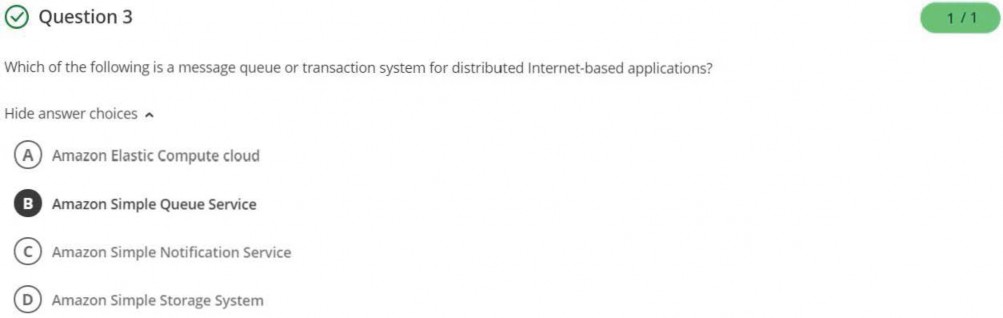 Question 3
1 / 1
Which of the following is a message queue or transaction system for distributed Internet-based applications?
Hide answer choices
A Amazon Elastic Compute cloud
B Amazon Simple Queue Service
C Amazon Simple Notification Service
D Amazon Simple Storage System